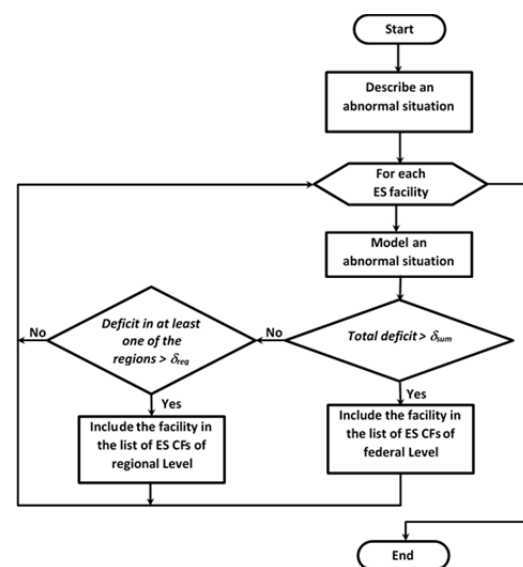 Start
Describe an
abnormal situation
For each
ES facility
Model an
abnormal situation
Deficit in at least
one of the
regions > δreg
No
No
Total deficit > δsum
Yes
Yes
Include the facility in
the list of ES CFs of
regional Level
Include the facility in
the list of ES CFs of
federal Level
End